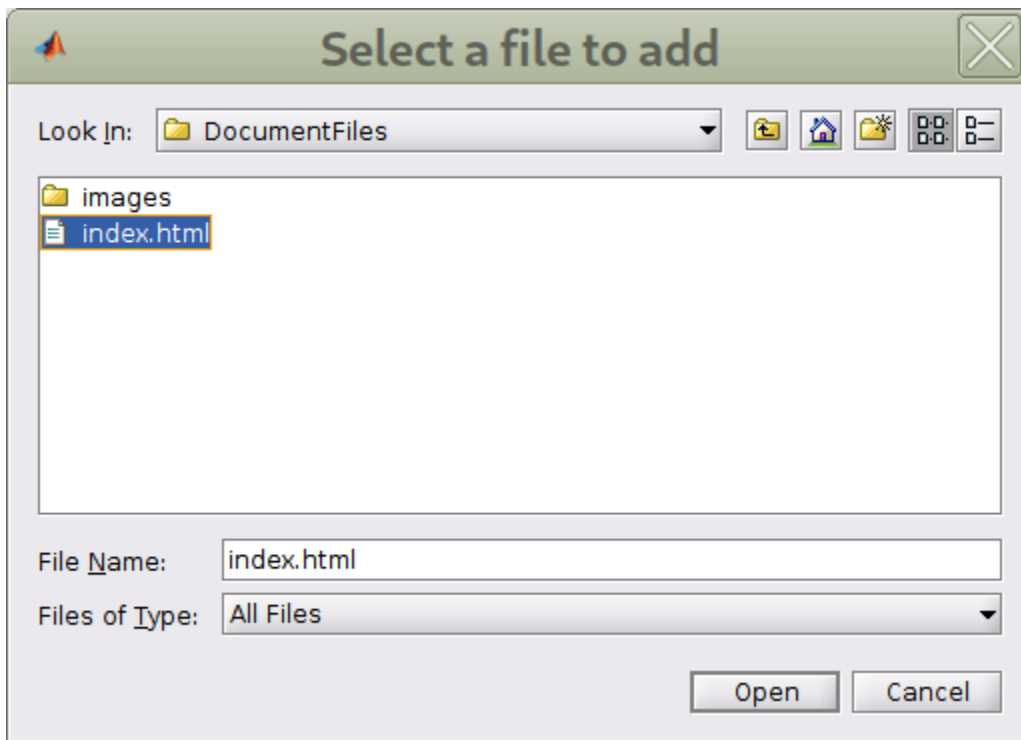 Select a file to add
Look In: DocumentFiles
images
index.html
File Name: index.html
Files of Type: All Files
Open Cancel